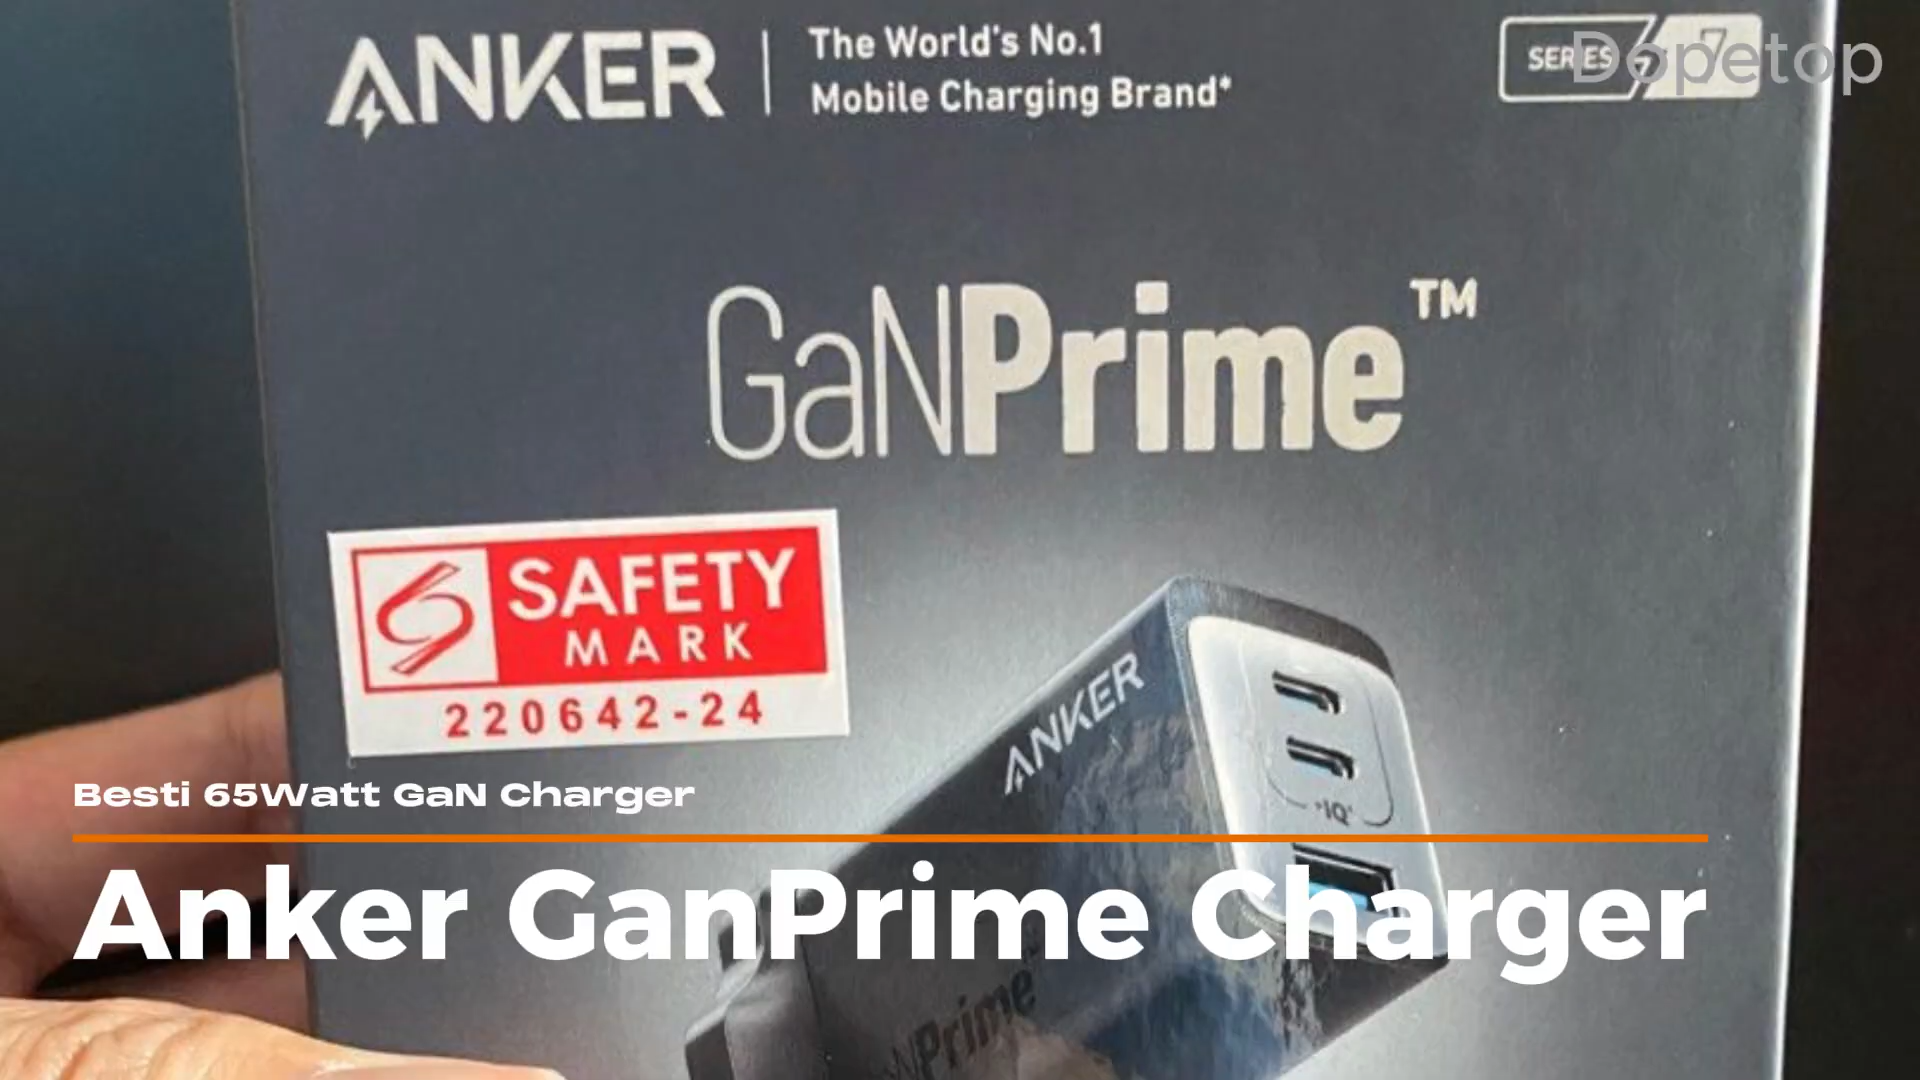 ANKER
The World's No.1
Mobile Charging Brand*
SERIES 7
Dopetop
GaNPrime™
SAFETY
MARK
220642-24
ANKER
IQ
Besti 65Watt GaN Charger
Anker GanPrime Charger
Prime